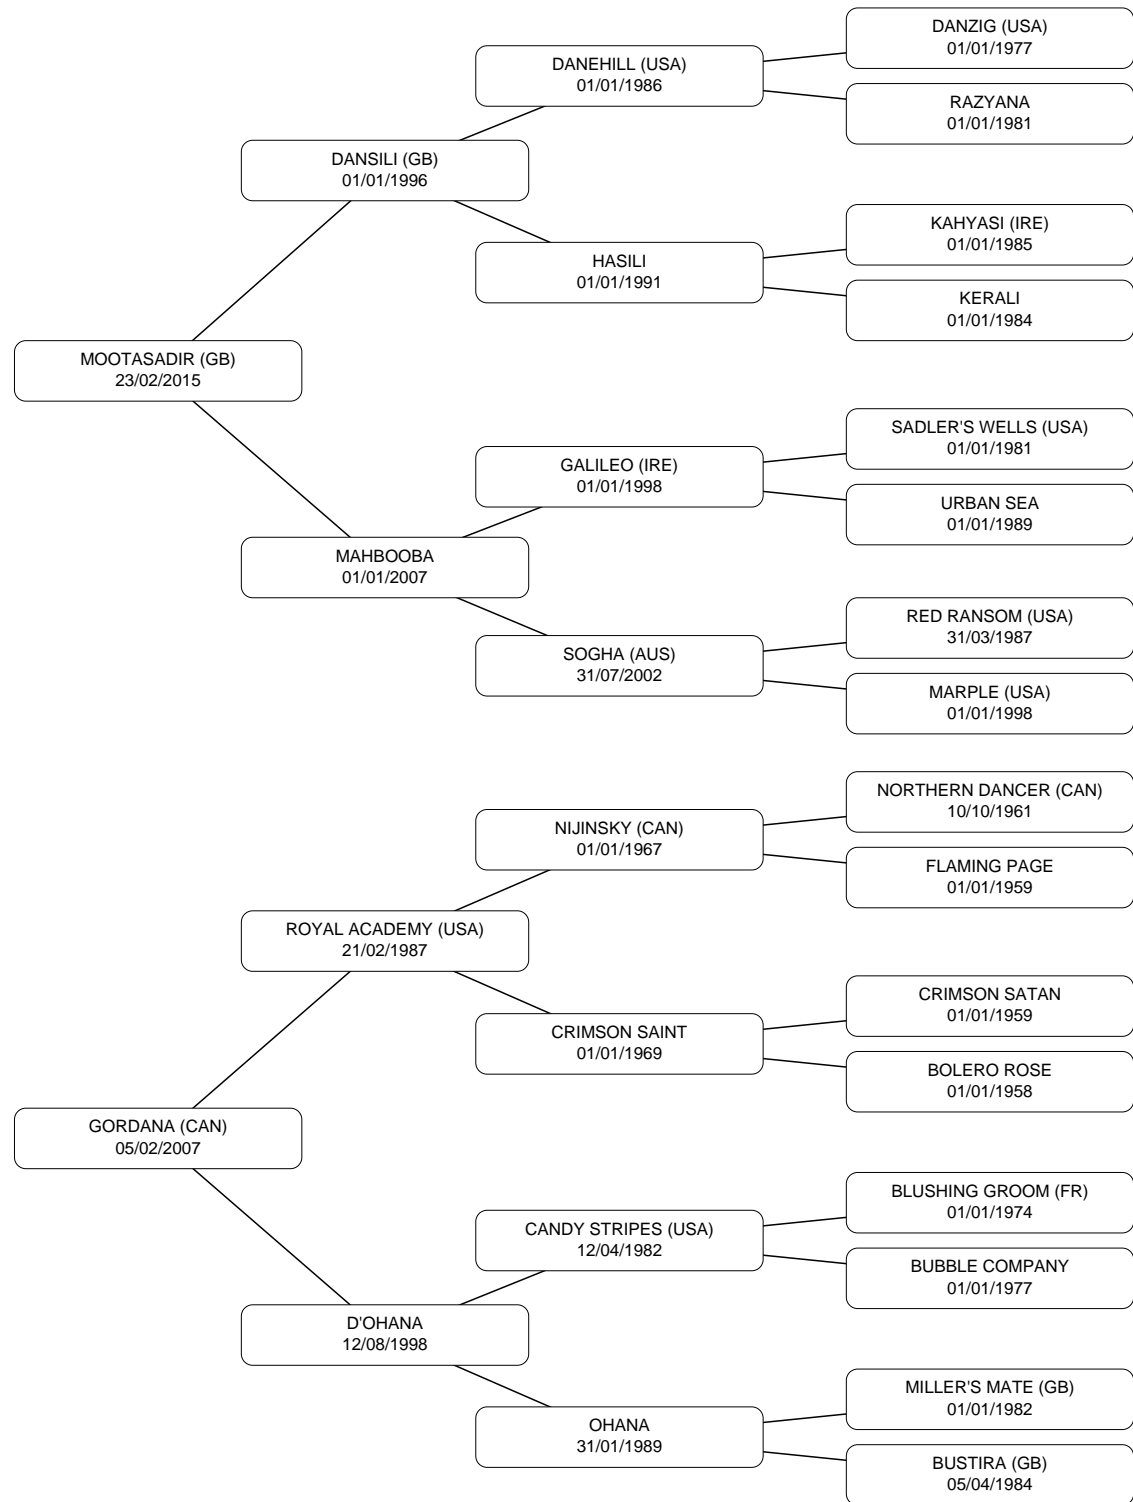 DANZIG (USA)
01/01/1977
DANEHILL (USA)
01/01/1986
RAZYANA
01/01/1981
DANSILI (GB)
01/01/1996
KAHYASI (IRE)
01/01/1985
HASILI
01/01/1991
KERALI
01/01/1984
MOOTASADIR (GB)
23/02/2015
SADLER'S WELLS (USA)
01/01/1981
GALILEO (IRE)
01/01/1998
URBAN SEA
01/01/1989
MAHBOOBA
01/01/2007
RED RANSOM (USA)
31/03/1987
SOGHA (AUS)
31/07/2002
MARPLE (USA)
01/01/1998
NORTHERN DANCER (CAN)
10/10/1961
NIJINSKY (CAN)
01/01/1967
FLAMING PAGE
01/01/1959
ROYAL ACADEMY (USA)
21/02/1987
CRIMSON SATAN
01/01/1959
CRIMSON SAINT
01/01/1969
BOLERO ROSE
01/01/1958
GORDANA (CAN)
05/02/2007
BLUSHING GROOM (FR)
01/01/1974
CANDY STRIPES (USA)
12/04/1982
BUBBLE COMPANY
01/01/1977
D'OHANA
12/08/1998
MILLER'S MATE (GB)
01/01/1982
OHANA
31/01/1989
BUSTIRA (GB)
05/04/1984